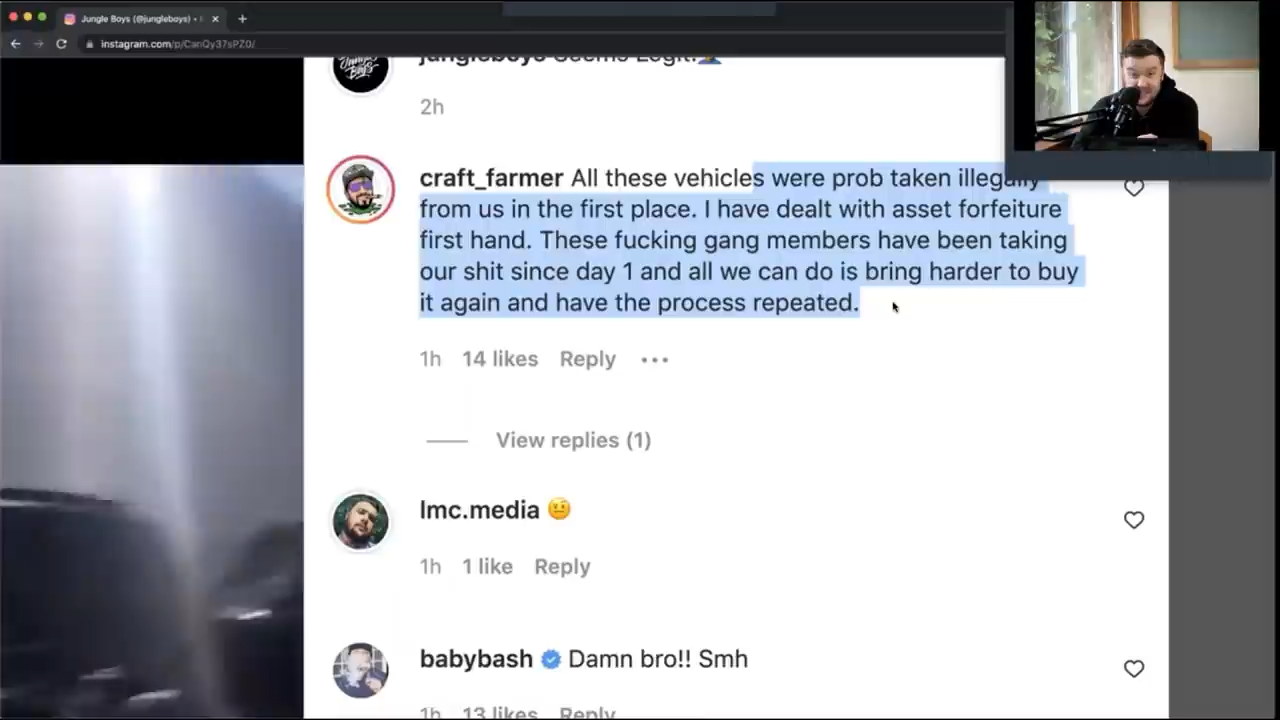 Jungle Boys (@jungleboys) •
instagram.com/p/CanQy37sPZ0/
jungleboys Seems Legit!
2h
craft_farmer All these vehicles were prob taken illegally
from us in the first place. I have dealt with asset forfeiture
first hand. These fucking gang members have been taking
our shit since day 1 and all we can do is bring harder to buy
it again and have the process repeated.
1h 14 likes Reply
View replies (1)
lmc.media 🤨
1h 1 like Reply
babybash Damn bro!! Smh
1h 13 likes Reply